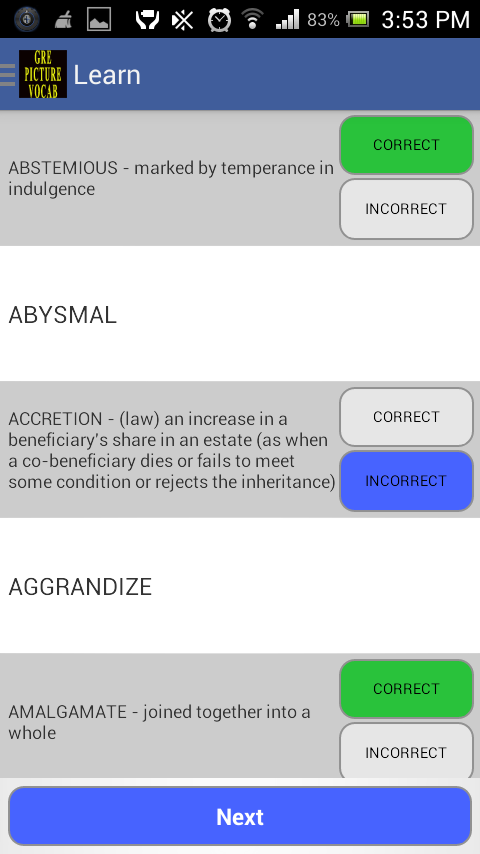 83% 3:53 PM
GRE
PICTURE
VOCAB
Learn
ABSTEMIOUS - marked by temperance in
indulgence
CORRECT
INCORRECT
ABYSMAL
ACCRETION - (law) an increase in a
beneficiary's share in an estate (as when
a co-beneficiary dies or fails to meet
some condition or rejects the inheritance)
CORRECT
INCORRECT
AGGRANDIZE
AMALGAMATE - joined together into a
whole
CORRECT
INCORRECT
Next